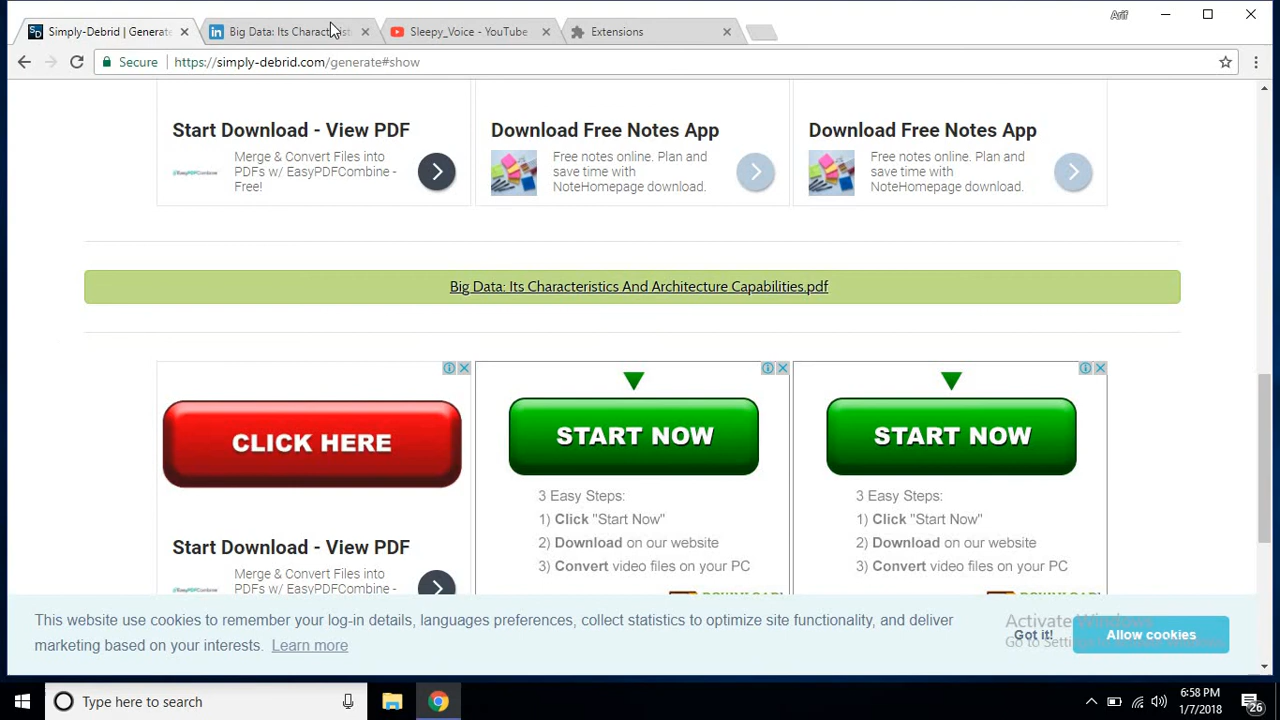 Arif
Simply-Debrid | Generate
Big Data: Its Characterist
Sleepy_Voice - YouTube
Extensions
Secure
https://simply-debrid.com/generate#show
Start Download - View PDF
Merge & Convert Files into
PDFs w/ EasyPDFCombine -
Free!
Download Free Notes App
Free notes online. Plan and
save time with
NoteHomepage download.
Download Free Notes App
Free notes online. Plan and
save time with
NoteHomepage download.
Big Data: Its Characteristics And Architecture Capabilities.pdf
CLICK HERE
Start Download - View PDF
Merge & Convert Files into
PDFs w/ EasyPDFCombine -
START NOW
3 Easy Steps:
1) Click "Start Now"
2) Download on our website
3) Convert video files on your PC
DOWNLOAD!
START NOW
3 Easy Steps:
1) Click "Start Now"
2) Download on our website
3) Convert video files on your PC
DOWNLOAD!
This website use cookies to remember your log-in details, languages preferences, collect statistics to optimize site functionality, and deliver
marketing based on your interests. Learn more
Got it!
Allow cookies
Activate Windows
Type here to search
6:58 PM
1/7/2018
26